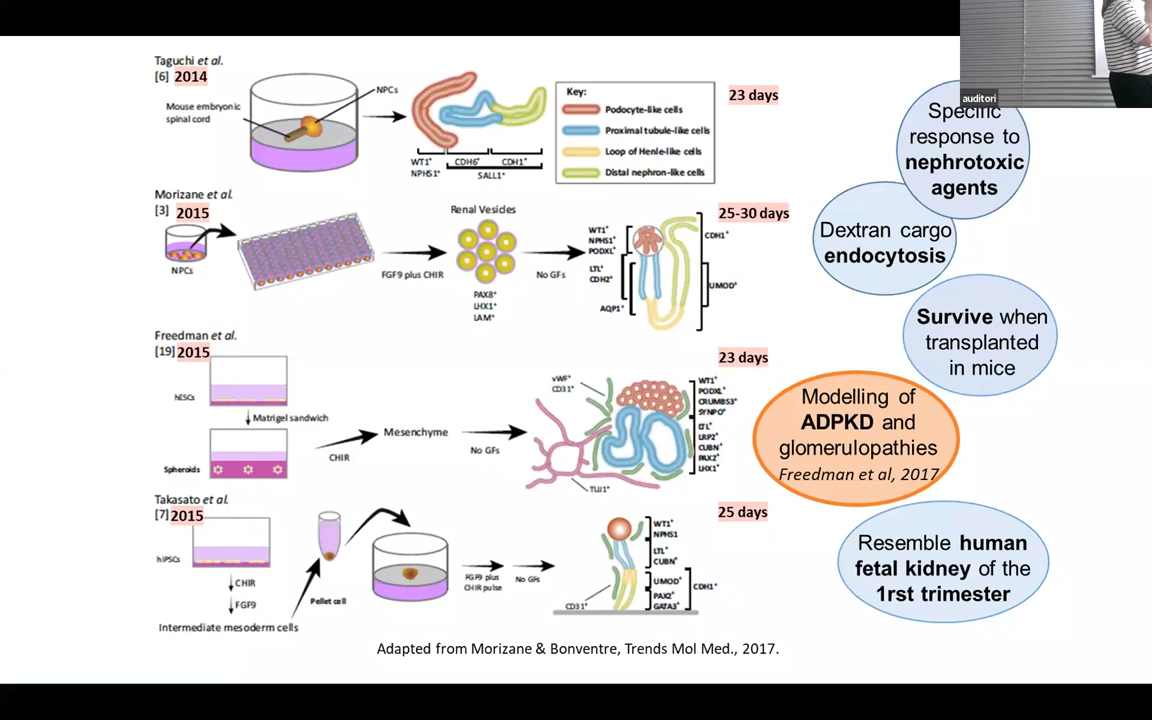 Taguchi et al.
[6] 2014
Mouse embryonic
spinal cord
NPCs
WT1+
NPHS1+
CDH6+
CDH1+
SALL1+
Key:
Podocyte-like cells
Proximal tubule-like cells
Loop of Henle-like cells
Distal nephron-like cells
23 days
Morizane et al.
[3] 2015
NPCs
FGF9 plus CHIR
Renal Vesicles
PAX8+
LHX1+
LAM+
No GFs
WT1+
NPHS1+
PODXL+
LTL+
CDH2+
AQP1+
CDH1+
UMOD+
25-30 days
Freedman et al.
[19] 2015
hESCs
Matrigel sandwich
Spheroids
CHIR
Mesenchyme
No GFs
vWF+
CD31+
TUJ1+
WT1+
PODXL+
CRUMBS3+
SYNPO+
LTL+
LRP2+
CUBN+
PAX2+
LHX1+
23 days
Takasato et al.
[7] 2015
hiPSCs
CHIR
FGF9
Intermediate mesoderm cells
Pellet cell
FGF9 plus
CHIR pulse
No GFs
CD31+
WT1+
NPHS1
LTL+
CUBN+
UMOD+
PAX2+
GATA3+
CDH1+
25 days
auditori
Specific
response to
nephrotoxic
agents
Dextran cargo
endocytosis
Survive when
transplanted
in mice
Modelling of
ADPKD and
glomerulopathies
Freedman et al, 2017
Resemble human
fetal kidney of the
1rst trimester
Adapted from Morizane & Bonventre, Trends Mol Med., 2017.